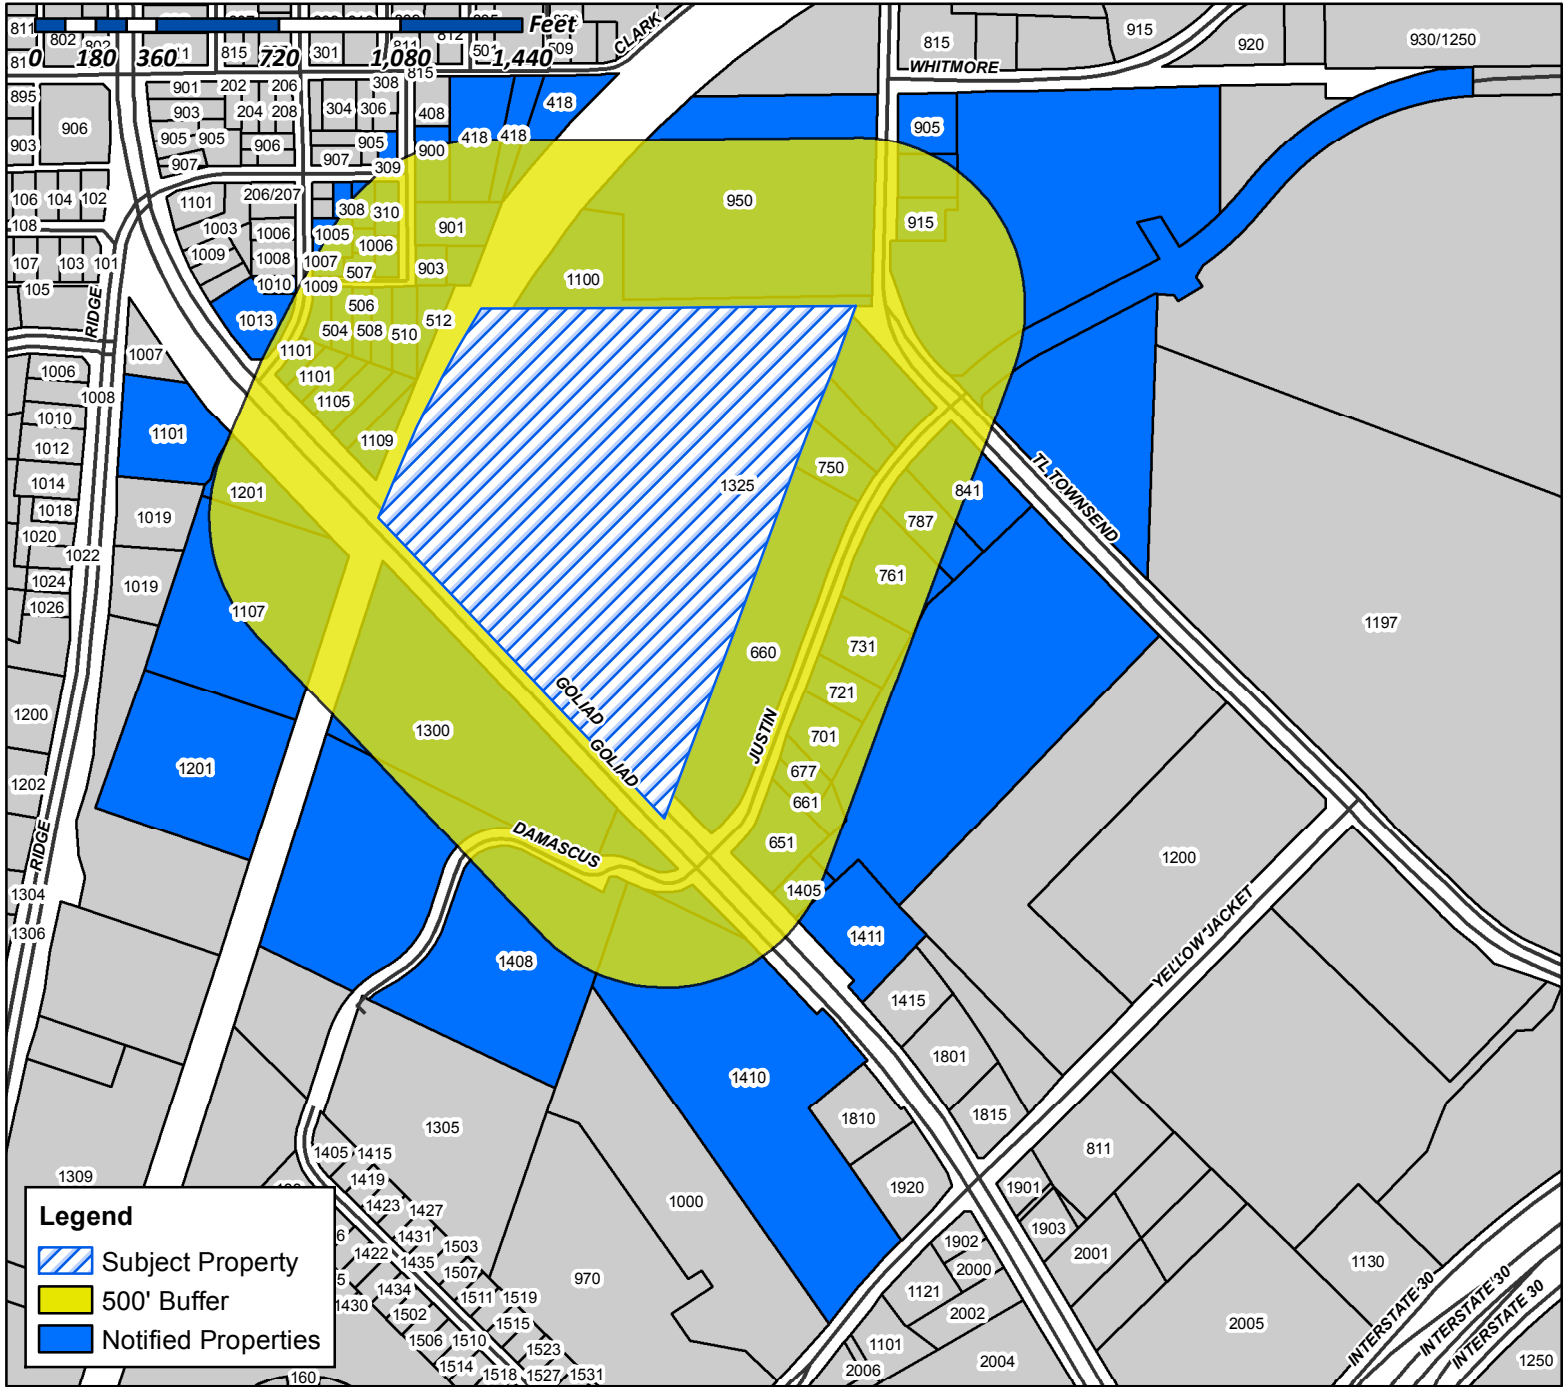 811 802 802 815 301 811 812 501 509 Feet CLARK 815 915 920 930/1250
0 180 360 720 1,080 1,440
815 WHITMORE
895 901 202 206 308 418
903 204 208 304 306 408 905
906 905 905 906 905 900 418 418
903 907 907 309
106 104 102 1101 206/207 308 310 901 950 915
108 1003 1006 1005 1006
107 103 101 1009 1008 1007 507 903 1100
105 1010 1009
RIDGE 1013 506 504 508 510 512
1007 1101
1006 1101
1008 1105
1010 1101 1109
1012 750 TL TOWNSEND
1014 1201 1325 841
1018 1019 787
1020
1022 761
1024 1019
1026 1107 1197
660 731
721
GOLIAD
1200 1300 JUSTIN 701
GOLIAD
1201 677
1202 661
RIDGE DAMASCUS 651 1200
1304 1405
1306 1411 YELLOW JACKET
1408
1415
1801
1410
1305 1810 1815
1405 1415 811
1309 1419 1920 1901
1423 1427 1000 1903
1431 1902 2001
1422 1435 1503 2000 1130
1434 1507 970 1121
1430 1511 1519 2002
1502 1515 2005
1506 1510 1523 1101
1514 1518 1527 1531 2006 2004 1250
160
INTERSTATE 30
INTERSTATE 30
INTERSTATE 30
Legend
Subject Property
500' Buffer
Notified Properties